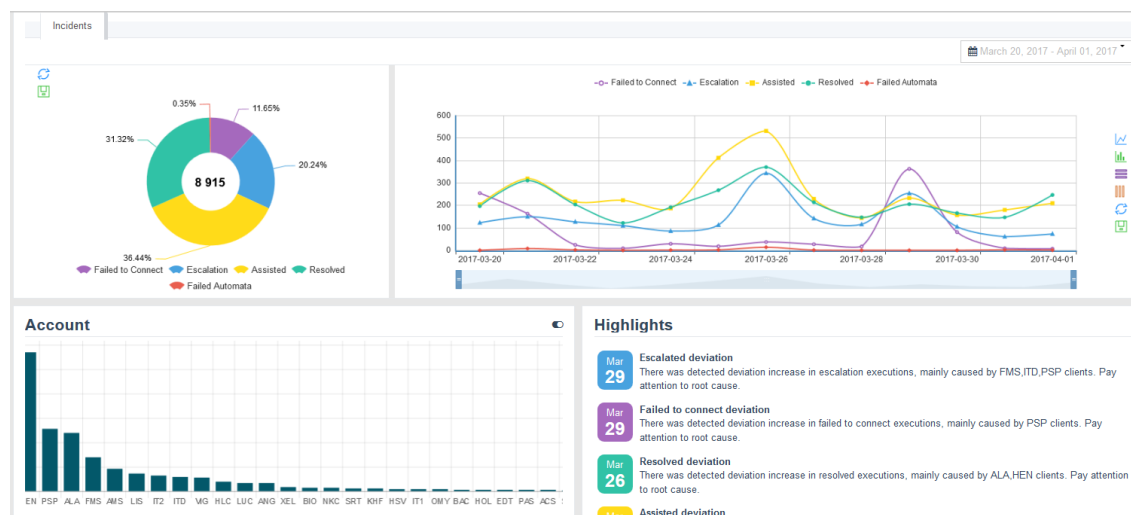 Incidents
March 20, 2017 - April 01, 2017
0.35%
11.65%
31.32%
20.24%
8 915
36.44%
Failed to Connect Escalation Assisted Resolved
Failed Automata
Failed to Connect Escalation Assisted Resolved Failed Automata
600
500
400
300
200
100
0
2017-03-20 2017-03-22 2017-03-24 2017-03-26 2017-03-28 2017-03-30 2017-04-01
Account
EN PSP ALA FMS AMS LIS IT2 ITD VIG HLC LUC ANG XEL BIO NKC SRT KHF HSV IT1 OMV BAC HOL EDT PAS ACS
Highlights
Mar
29
Escalated deviation
There was detected deviation increase in escalation executions, mainly caused by FMS,ITD,PSP clients. Pay
attention to root cause.
Mar
29
Failed to connect deviation
There was detected deviation increase in failed to connect executions, mainly caused by PSP clients. Pay
attention to root cause.
Mar
26
Resolved deviation
There was detected deviation increase in resolved executions, mainly caused by ALA,HEN clients. Pay attention
to root cause.
Assisted deviation